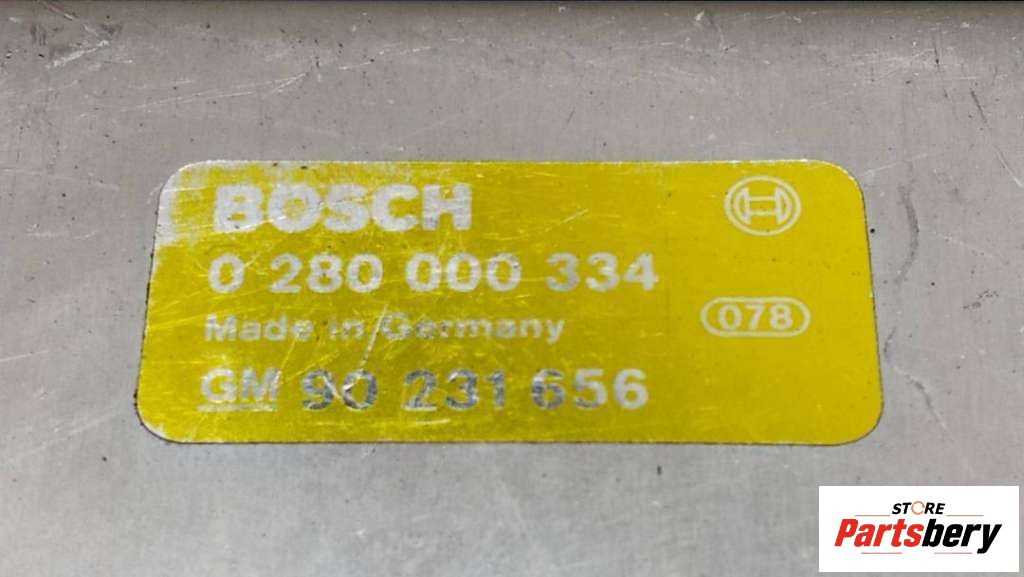 BOSCH
0 280 000 334
Made in Germany
078
GM 90 231 656
STORE
Partsbery